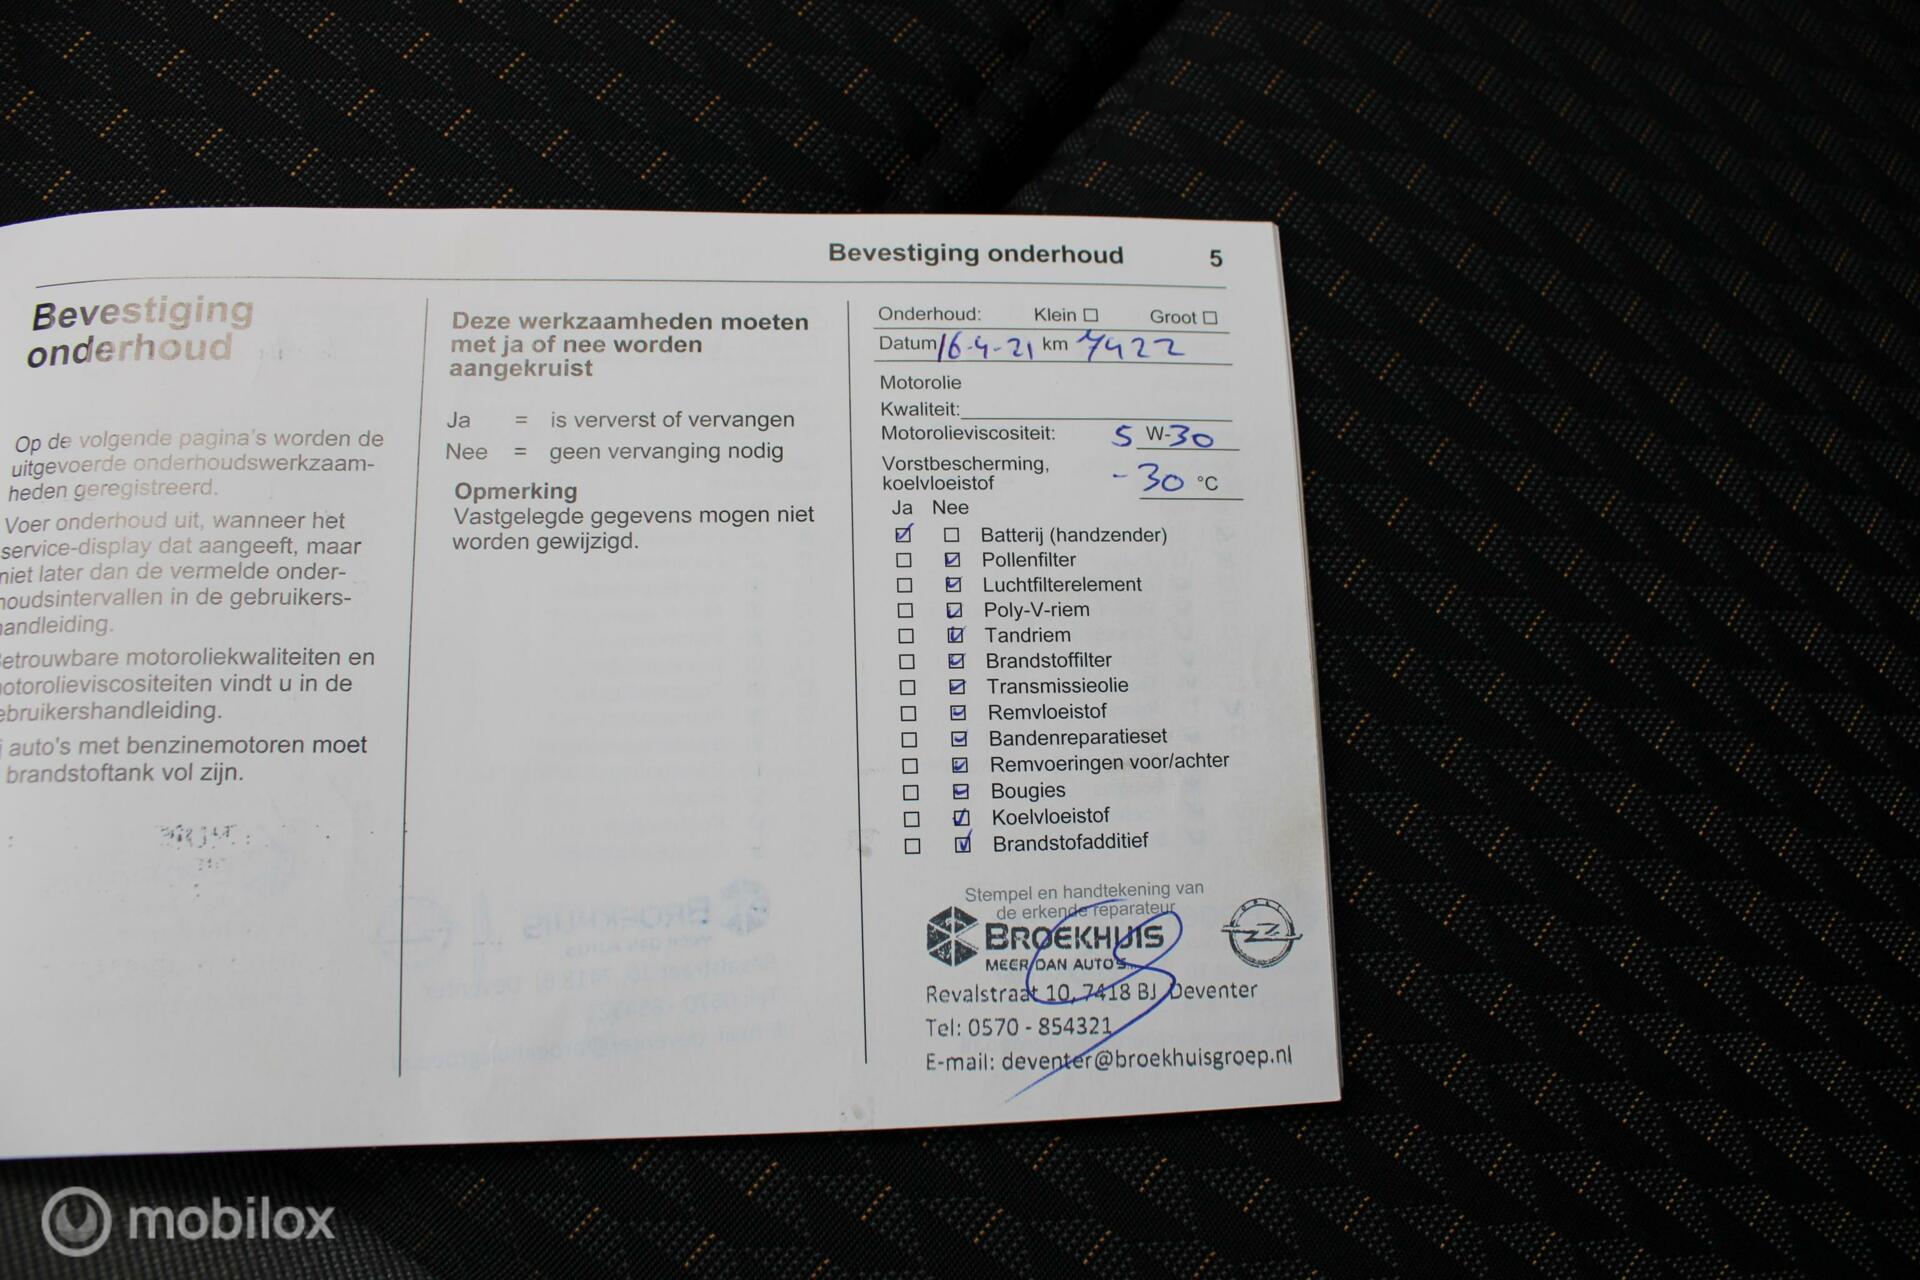 Bevestiging onderhoud 5
Bevestiging
onderhoud
Op de volgende pagina's worden de
uitgevoerde onderhoudswerkzaam-
heden geregistreerd.
Voer onderhoud uit, wanneer het
service-display dat aangeeft, maar
niet later dan de vermelde onder-
houdsintervallen in de gebruikers-
handleiding.
etrouwbare motoroliekwaliteiten en
otorolieviscositeiten vindt u in de
ebruikershandleiding.
auto's met benzinemotoren moet
brandstoftank vol zijn.
Deze werkzaamheden moeten
met ja of nee worden
aangekruist
Ja = is ververst of vervangen
Nee = geen vervanging nodig
Opmerking
Vastgelegde gegevens mogen niet
worden gewijzigd.
Onderhoud: Klein ☐ Groot ☐
Datum 16-4-21 km 7422
Motorolie
Kwaliteit:
Motorolieviscositeit: 5 W-30
Vorstbescherming,
koelvloeistof -30 °C
Ja Nee
☑ ☐ Batterij (handzender)
☐ ☑ Pollenfilter
☐ ☑ Luchtfilterelement
☐ ☑ Poly-V-riem
☐ ☑ Tandriem
☐ ☑ Brandstoffilter
☐ ☑ Transmissieolie
☐ ☑ Remvloeistof
☐ ☑ Bandenreparatieset
☐ ☑ Remvoeringen voor/achter
☐ ☑ Bougies
☐ ☑ Koelvloeistof
☐ ☑ Brandstofadditief
Stempel en handtekening van
de erkende reparateur
BROEKHUIS
MEER DAN AUTO'S...
OPEL
Revalstraat 10, 7418 BJ Deventer
Tel: 0570 - 854321
E-mail: deventer@broekhuisgroep.nl
mobilox